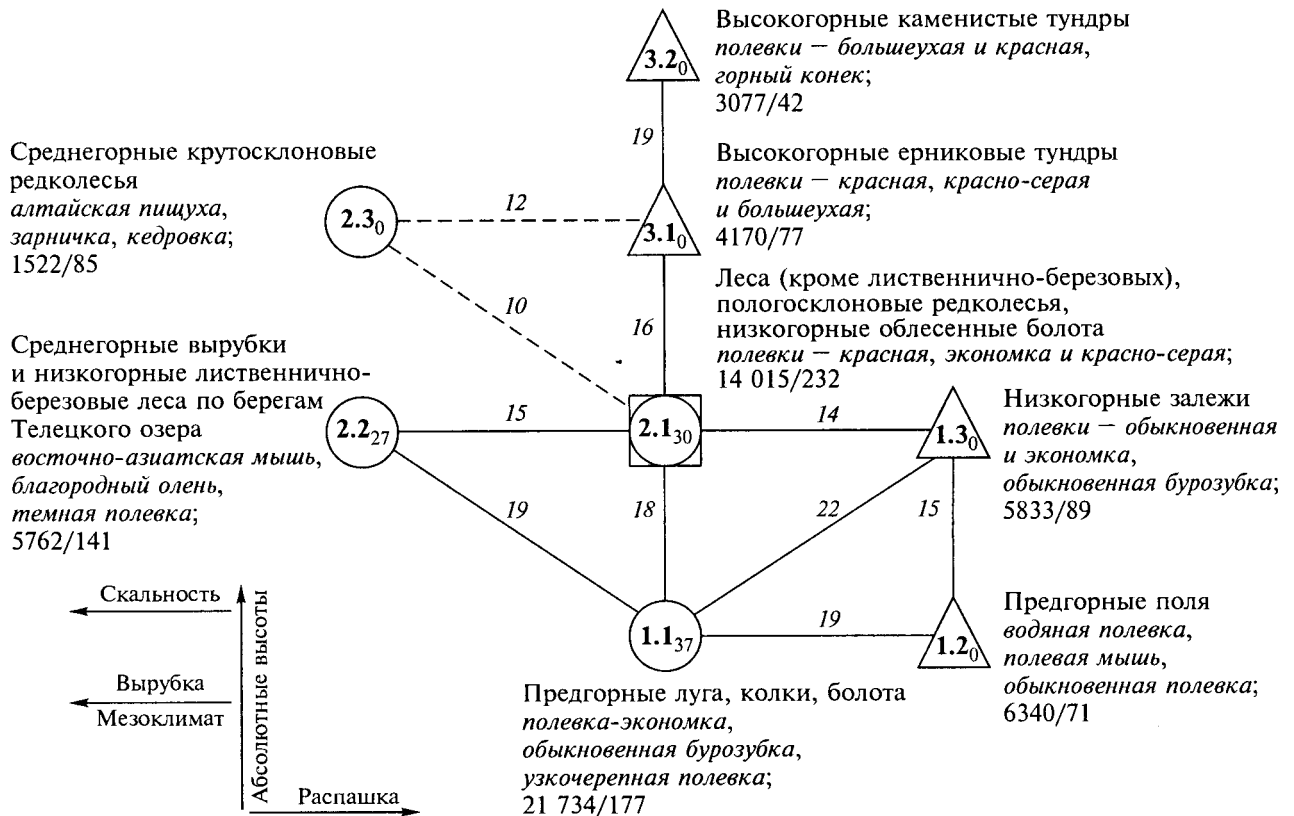 Высокогорные каменистые тундры
полевки — большеухая и красная,
горный конек;
3077/42
3.2₀
19
Высокогорные ерниковые тундры
полевки — красная, красно-серая
и большеухая;
4170/77
3.1₀
Среднегорные крутосклоновые
редколесья
алтайская пищуха,
зарничка, кедровка;
1522/85
2.3₀
12
10
16
Леса (кроме лиственнично-березовых),
пологосклоновые редколесья,
низкогорные облесенные болота
полевки — красная, экономка и красно-серая;
14 015/232
2.1₃₀
Среднегорные вырубки
и низкогорные лиственнично-
березовые леса по берегам
Телецкого озера
восточно-азиатская мышь,
благородный олень,
темная полевка;
5762/141
2.2₂₇
15
14
1.3₀
Низкогорные залежи
полевки — обыкновенная
и экономка,
обыкновенная бурозубка;
5833/89
19
18
22
15
1.1₃₇
19
1.2₀
Предгорные поля
водяная полевка,
полевая мышь,
обыкновенная полевка;
6340/71
Предгорные луга, колки, болота
полевка-экономка,
обыкновенная бурозубка,
узкочерепная полевка;
21 734/177
Скальность
Вырубка
Мезоклимат
Абсолютные высоты
Распашка